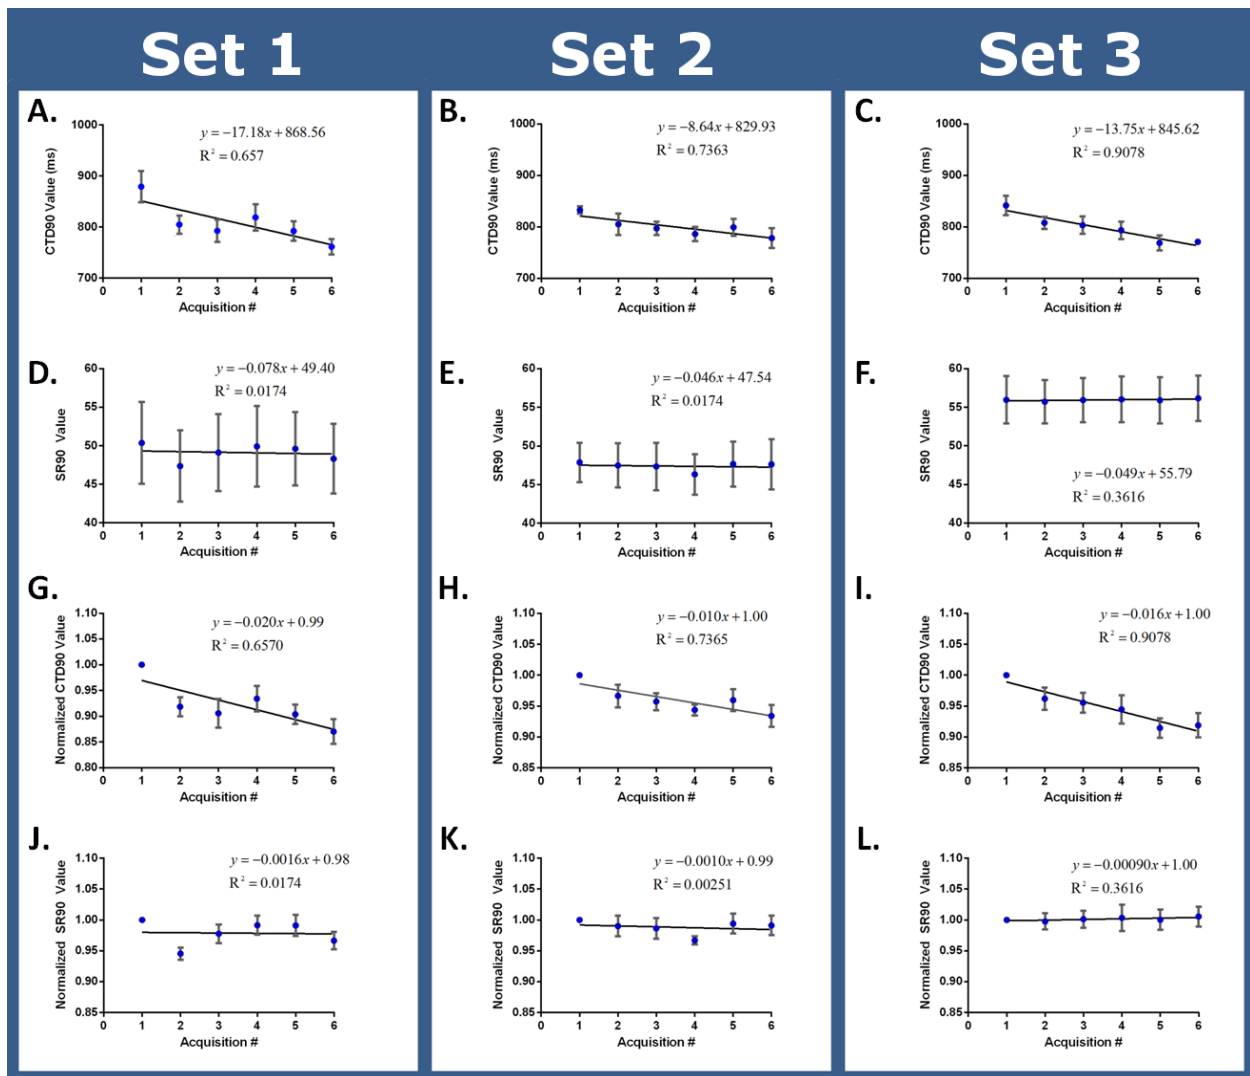 Set 1
Set 2
Set 3
A.
y = −17.18x + 868.56
R² = 0.657
CTD90 Value (ms)
1000
900
800
700
0 1 2 3 4 5 6
Acquisition #
B.
y = −8.64x + 829.93
R² = 0.7363
CTD90 Value (ms)
1000
900
800
700
0 1 2 3 4 5 6
Acquisition #
C.
y = −13.75x + 845.62
R² = 0.9078
CTD90 Value (ms)
1000
900
800
700
0 1 2 3 4 5 6
Acquisition #
D.
y = −0.078x + 49.40
R² = 0.0174
SR90 Value
60
55
50
45
40
0 1 2 3 4 5 6
Acquisition #
E.
y = −0.046x + 47.54
R² = 0.0174
SR90 Value
60
55
50
45
40
0 1 2 3 4 5 6
Acquisition #
F.
y = −0.049x + 55.79
R² = 0.3616
SR90 Value
60
55
50
45
40
0 1 2 3 4 5 6
Acquisition #
G.
y = −0.020x + 0.99
R² = 0.6570
Normalized CTD90 Value
1.10
1.05
1.00
0.95
0.90
0.85
0.80
0 1 2 3 4 5 6
Acquisition #
H.
y = −0.010x + 1.00
R² = 0.7365
Normalized CTD90 Value
1.10
1.05
1.00
0.95
0.90
0.85
0 1 2 3 4 5 6
Acquisition #
I.
y = −0.016x + 1.00
R² = 0.9078
Normalized CTD90 Value
1.10
1.05
1.00
0.95
0.90
0.85
0 1 2 3 4 5 6
Acquisition #
J.
y = −0.0016x + 0.98
R² = 0.0174
Normalized SR90 Value
1.10
1.05
1.00
0.95
0.90
0.85
0 1 2 3 4 5 6
Acquisition #
K.
y = −0.0010x + 0.99
R² = 0.00251
Normalized SR90 Value
1.10
1.05
1.00
0.95
0.90
0.85
0 1 2 3 4 5 6
Acquisition #
L.
y = −0.00090x + 1.00
R² = 0.3616
Normalized SR90 Value
1.10
1.05
1.00
0.95
0.90
0.85
0 1 2 3 4 5 6
Acquisition #